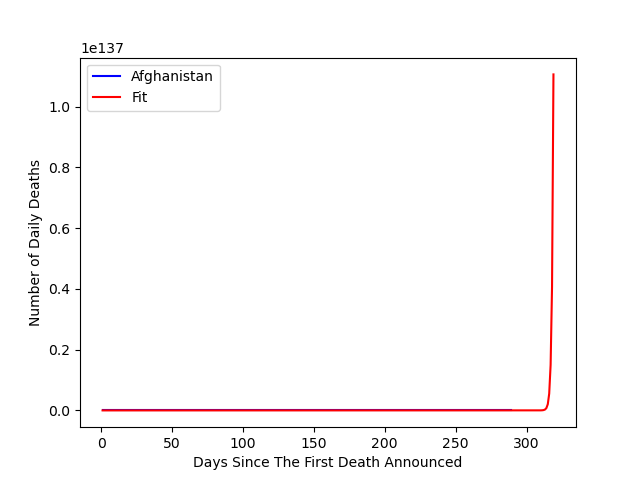 1e137
Afghanistan
Fit
1.0
0.8
0.6
0.4
0.2
0.0
Number of Daily Deaths
0 50 100 150 200 250 300
Days Since The First Death Announced